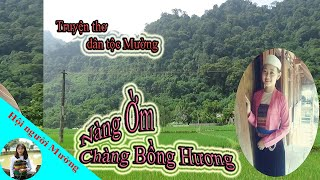 Truyện thơ
dân tộc Mường
Nàng Ờm
Chàng Bồng Hương
Hội người Mường